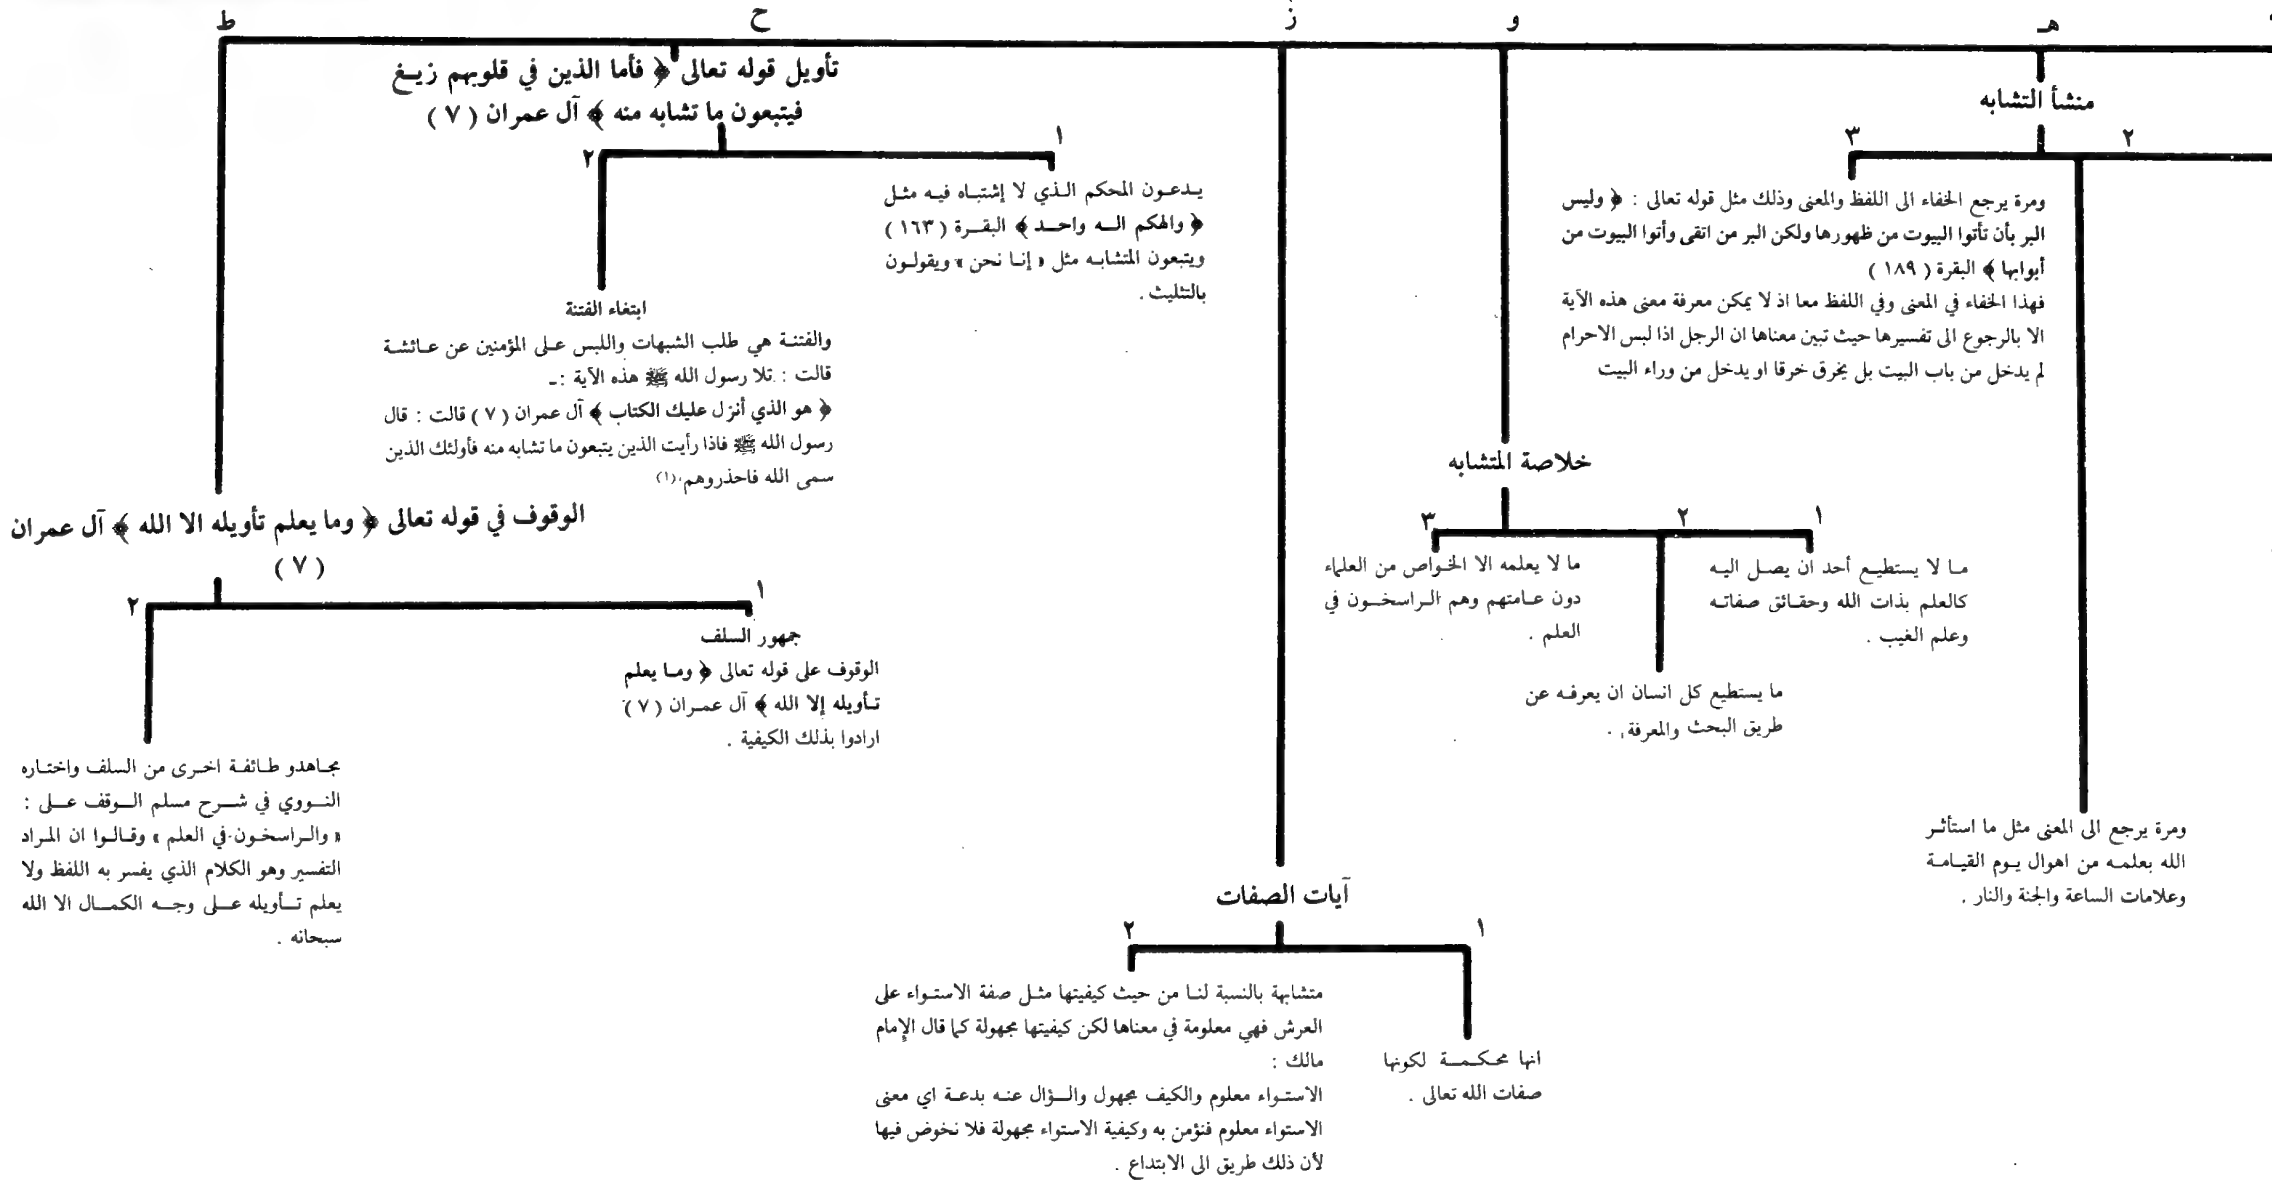 هـ
و
ز
ح
ط
منشأ التشابه
٢
٣
ومرة يرجع الخفاء الى اللفظ والمعنى وذلك مثل قوله تعالى : ﴿ وليس
البر بأن تأتوا البيوت من ظهورها ولكن البر من اتقى وأتوا البيوت من
أبوابها ﴾ البقرة ( ١٨٩ )
فهذا الخفاء في المعنى وفي اللفظ معا اذ لا يمكن معرفة معنى هذه الآية
الا بالرجوع الى تفسيرها حيث تبين معناها ان الرجل اذا لبس الاحرام
لم يدخل من باب البيت بل يخرق خرقا او يدخل من وراء البيت
ومرة يرجع الى المعنى مثل ما استأثر
الله بعلمه من اهوال يوم القيامة
وعلامات الساعة والجنة والنار .
خلاصة المتشابه
١
٢
٣
ما لا يستطيع أحد ان يصل اليه
كالعلم بذات الله وحقائق صفاته
وعلم الغيب .
ما يستطيع كل انسان ان يعرفه عن
طريق البحث والمعرفة .
ما لا يعلمه الا الخواص من العلماء
دون عامتهم وهم الراسخون في
العلم .
آيات الصفات
١
٢
انها محكمة لكونها
صفات الله تعالى .
متشابهة بالنسبة لنا من حيث كيفيتها مثل صفة الاستواء على
العرش فهي معلومة في معناها لكن كيفيتها مجهولة كما قال الإمام
مالك :
الاستواء معلوم والكيف مجهول والسؤال عنه بدعة اي معنى
الاستواء معلوم فنؤمن به وكيفية الاستواء مجهولة فلا نخوض فيها
لأن ذلك طريق الى الابتداع .
تأويل قوله تعالى ﴿ فأما الذين في قلوبهم زيغ
فيتبعون ما تشابه منه ﴾ آل عمران ( ٧ )
١
٢
يدعون المحكم الذي لا إشتباه فيه مثل
﴿ والهكم اله واحد ﴾ البقرة ( ١٦٣ )
ويتبعون المتشابه مثل « إنا نحن » ويقولون
بالتثليث .
ابتغاء الفتنة
والفتنة هي طلب الشبهات واللبس على المؤمنين عن عائشة
قالت : تلا رسول الله ﷺ هذه الآية :ـ
﴿ هو الذي أنزل عليك الكتاب ﴾ آل عمران ( ٧ ) قالت : قال
رسول الله ﷺ فاذا رأيت الذين يتبعون ما تشابه منه فأولئك الذين
سمى الله فاحذروهم.(١)
الوقوف في قوله تعالى ﴿ وما يعلم تأويله الا الله ﴾ آل عمران
( ٧ )
١
٢
جمهور السلف
الوقوف على قوله تعالى ﴿ وما يعلم
تأويله إلا الله ﴾ آل عمران ( ٧ )
ارادوا بذلك الكيفية .
مجاهدو طائفة اخرى من السلف واختاره
النووي في شرح مسلم الوقف على :
« والراسخون في العلم » وقالوا ان المراد
التفسير وهو الكلام الذي يفسر به اللفظ ولا
يعلم تأويله على وجه الكمال الا الله
سبحانه .